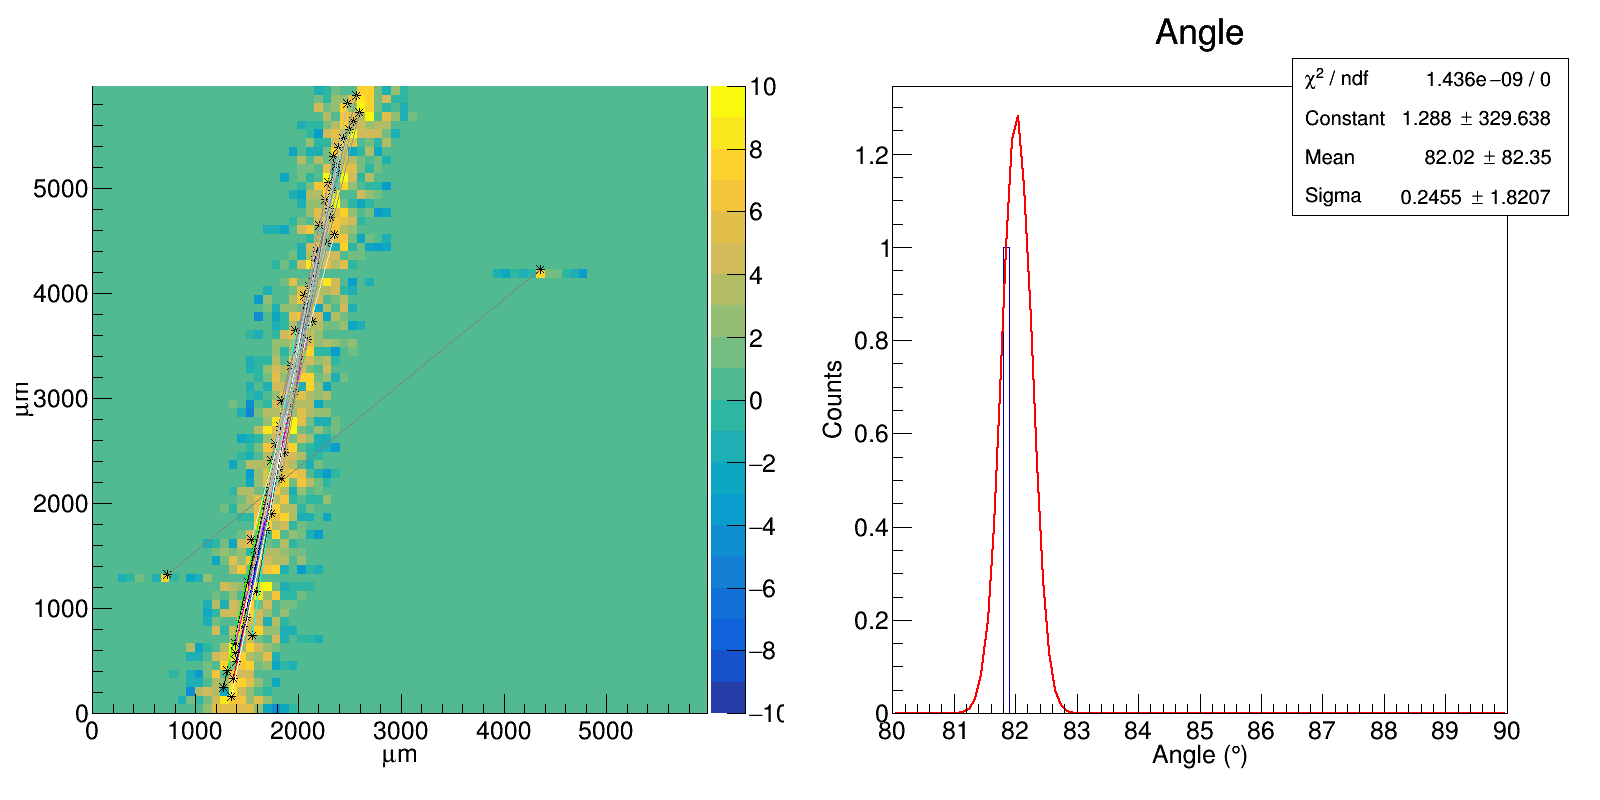 Angle
χ² / ndf 1.436e−09 / 0
Constant 1.288 ± 329.638
Mean 82.02 ± 82.35
Sigma 0.2455 ± 1.8207
10
8
6
4
2
0
−2
−4
−6
−8
−10
5000
4000
3000
2000
1000
0
μm
0 1000 2000 3000 4000 5000
μm
1.2
1
0.8
0.6
0.4
0.2
0
Counts
80 81 82 83 84 85 86 87 88 89 90
Angle (°)